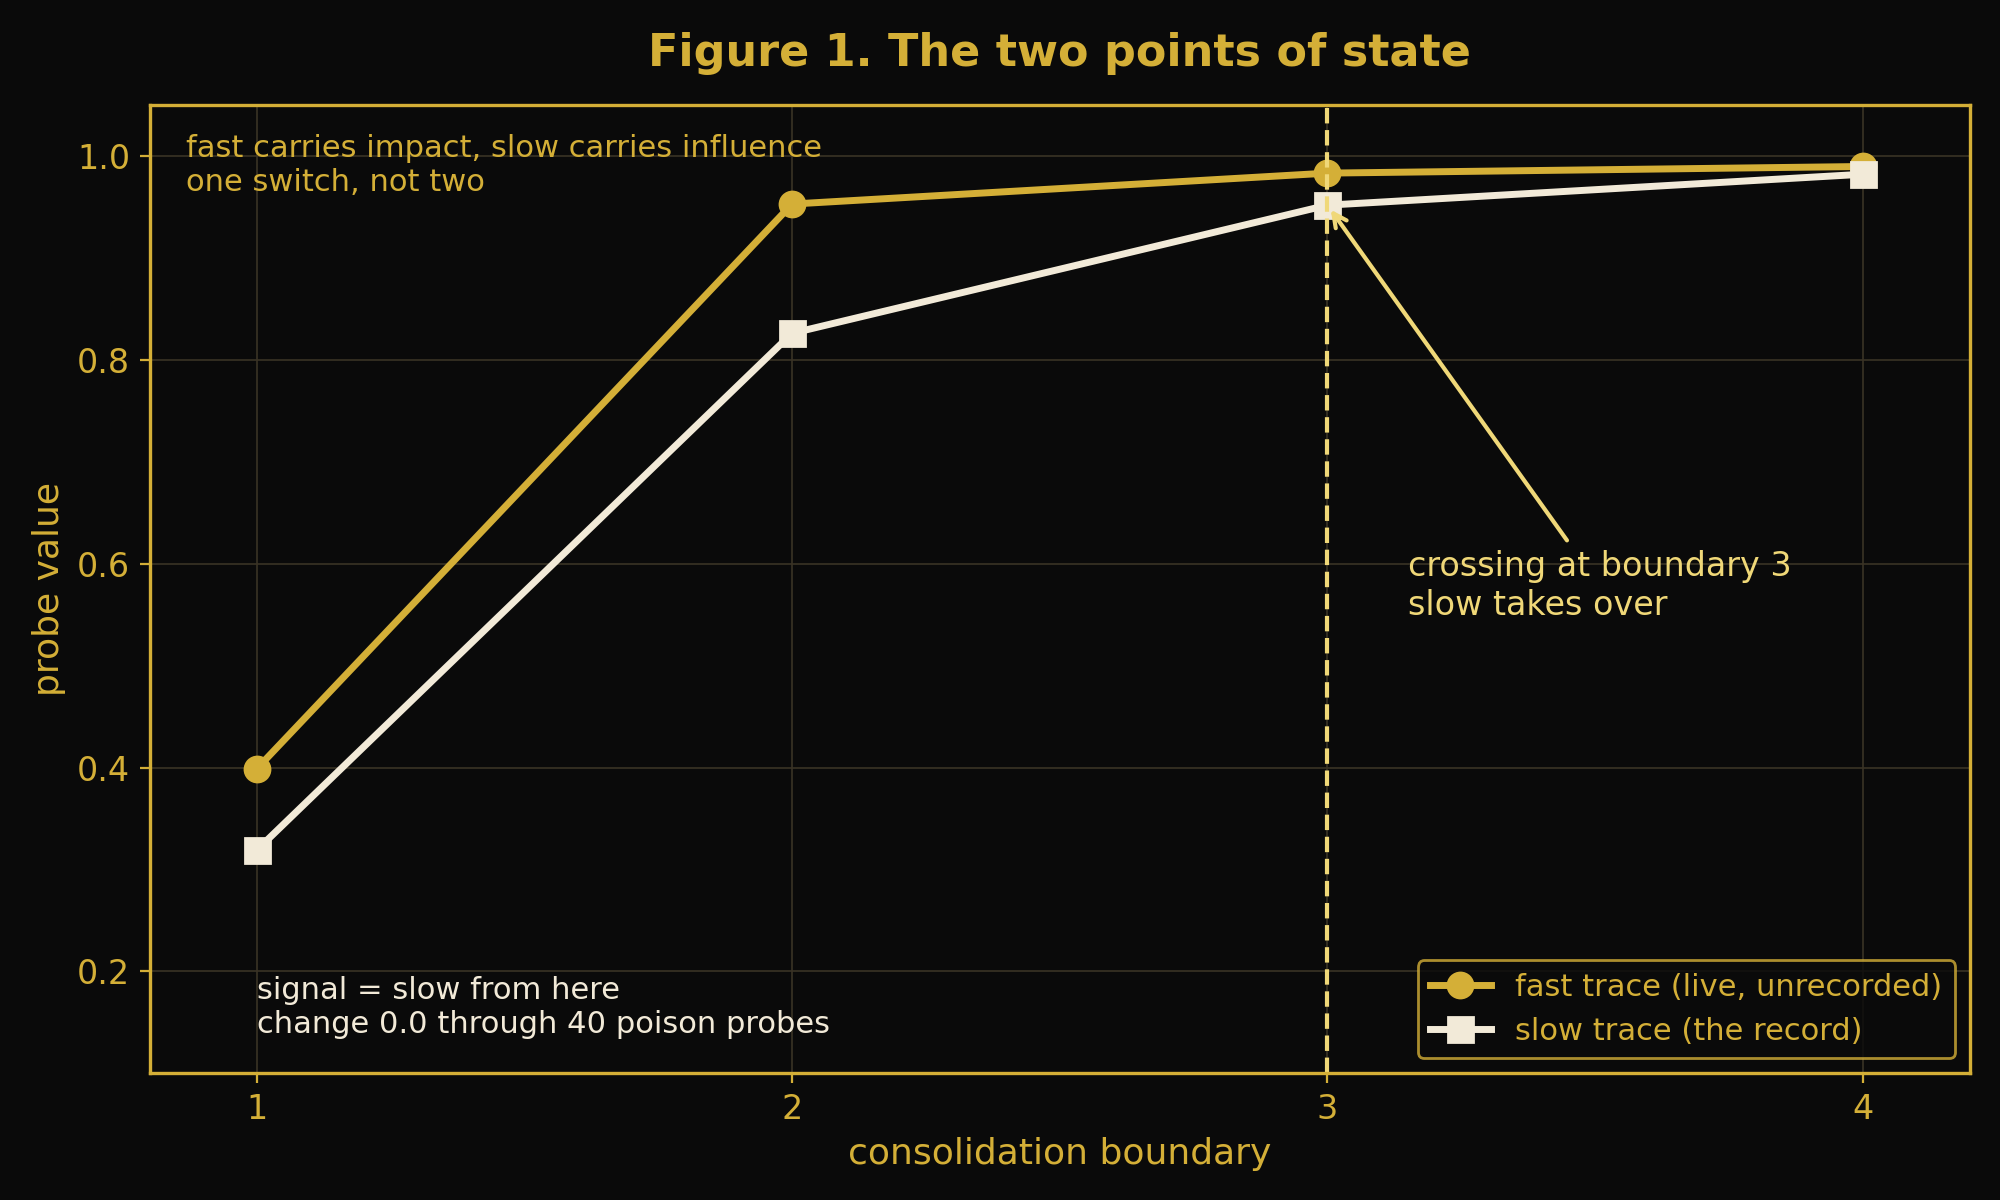 Figure 1. The two points of state
fast carries impact, slow carries influence
one switch, not two
1.0
0.8
0.6
0.4
0.2
probe value
crossing at boundary 3
slow takes over
signal = slow from here
change 0.0 through 40 poison probes
fast trace (live, unrecorded)
slow trace (the record)
1
2
3
4
consolidation boundary